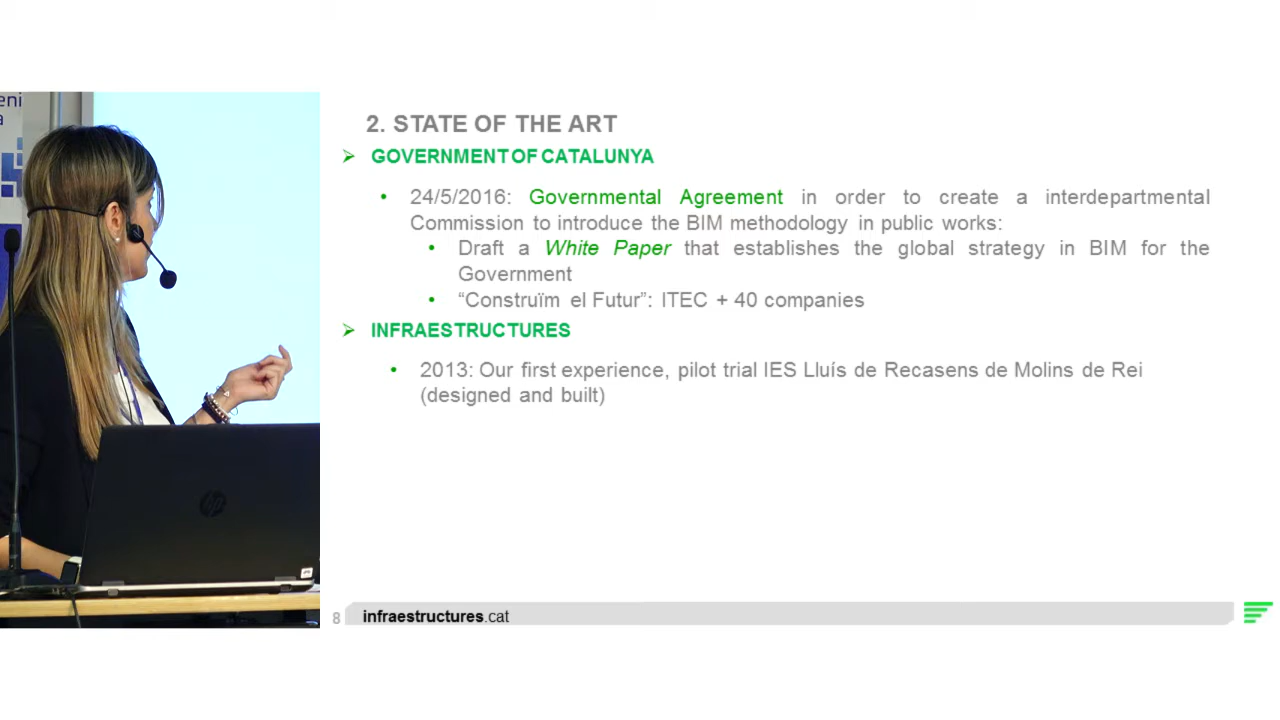 eni
a
2. STATE OF THE ART
➢ GOVERNMENT OF CATALUNYA
• 24/5/2016: Governmental Agreement in order to create a interdepartmental
Commission to introduce the BIM methodology in public works:
• Draft a White Paper that establishes the global strategy in BIM for the
Government
• “Construïm el Futur”: ITEC + 40 companies
➢ INFRAESTRUCTURES
• 2013: Our first experience, pilot trial IES Lluís de Recasens de Molins de Rei
(designed and built)
hp
8 infraestructures.cat